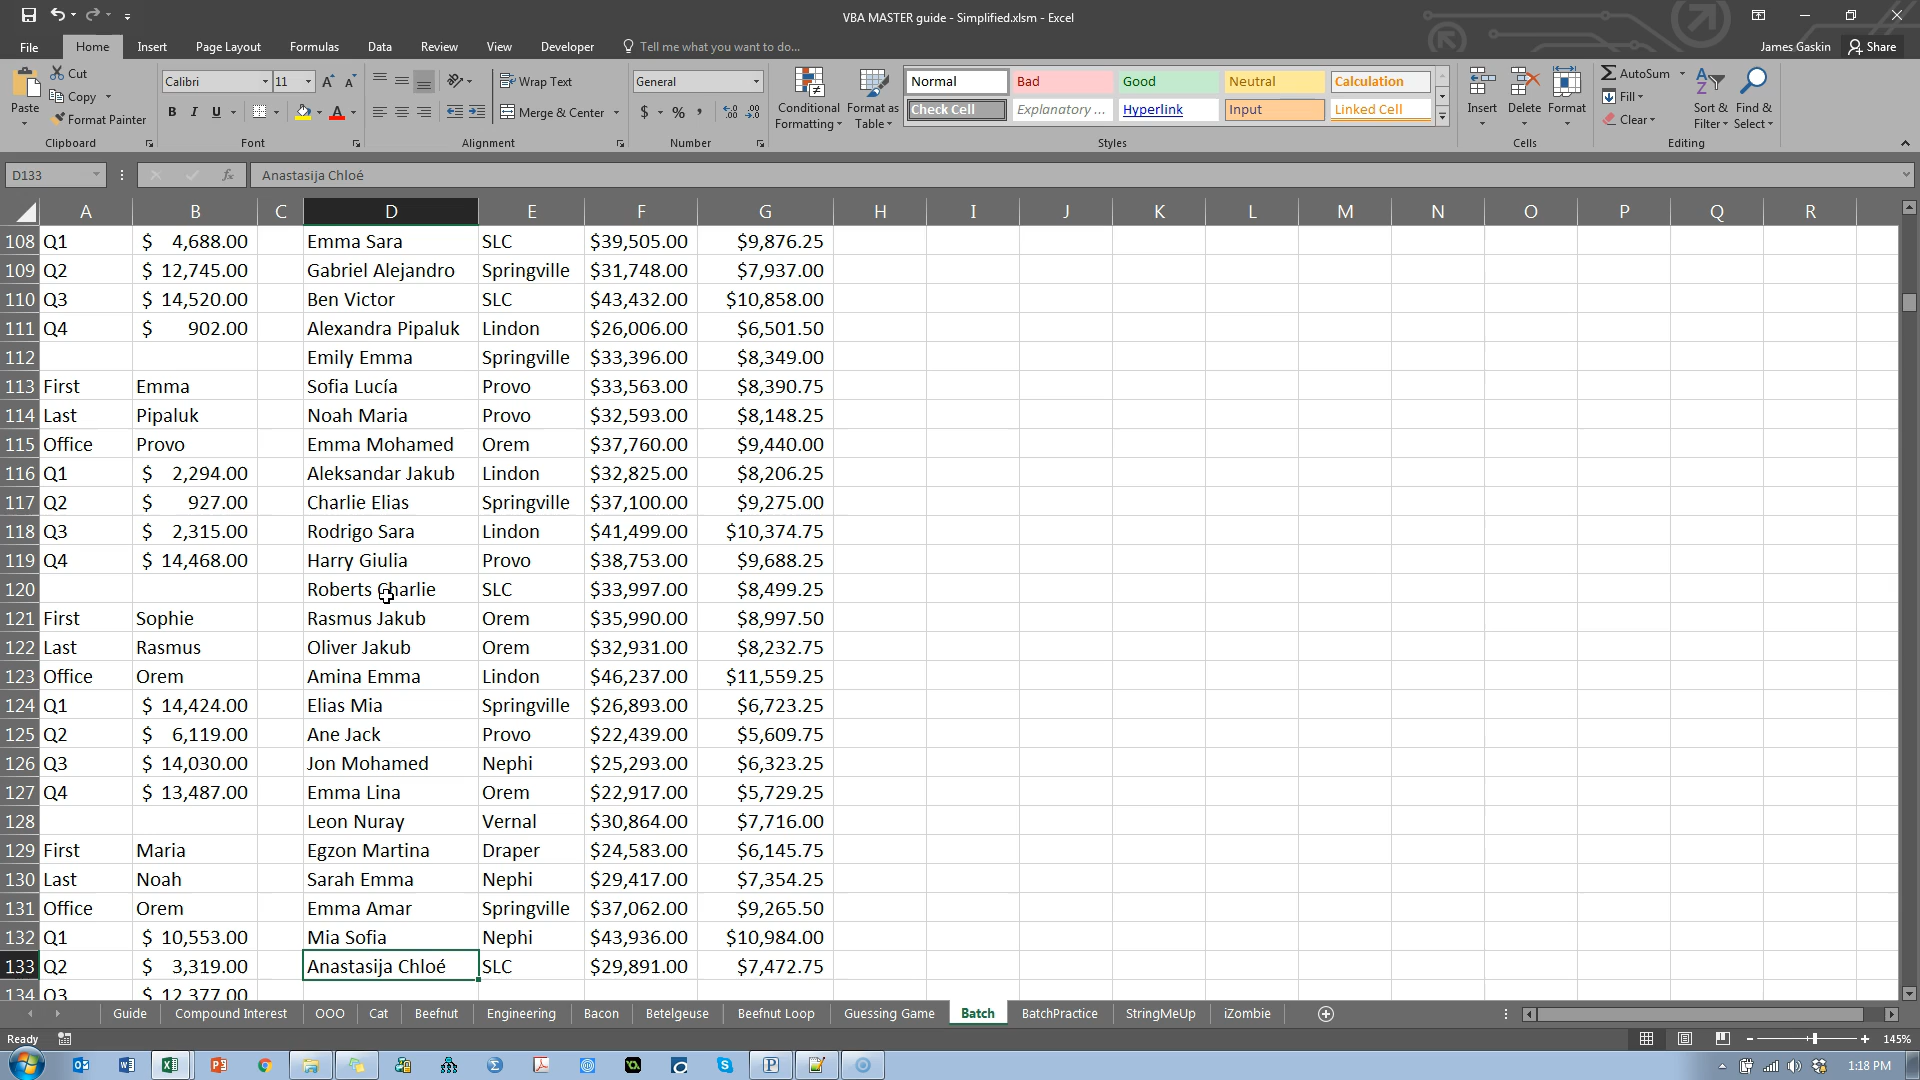 VBA MASTER guide - Simplified.xlsm - Excel
File Home Insert Page Layout Formulas Data Review View Developer Tell me what you want to do... James Gaskin Share
Paste Cut Copy Format Painter Clipboard
Calibri 11 A A B I U A Font
Wrap Text Merge & Center Alignment
General $ % , Number
Conditional Formatting Format as Table
Normal Bad Good Neutral Calculation
Check Cell Explanatory ... Hyperlink Input Linked Cell
Styles
Insert Delete Format Cells
AutoSum Fill Clear Sort & Filter Find & Select Editing
D133 fx Anastasija Chloé
A B C D E F G H I J K L M N O P Q R
108 Q1 $ 4,688.00 Emma Sara SLC $39,505.00 $9,876.25
109 Q2 $ 12,745.00 Gabriel Alejandro Springville $31,748.00 $7,937.00
110 Q3 $ 14,520.00 Ben Victor SLC $43,432.00 $10,858.00
111 Q4 $ 902.00 Alexandra Pipaluk Lindon $26,006.00 $6,501.50
112 Emily Emma Springville $33,396.00 $8,349.00
113 First Emma Sofia Lucía Provo $33,563.00 $8,390.75
114 Last Pipaluk Noah Maria Provo $32,593.00 $8,148.25
115 Office Provo Emma Mohamed Orem $37,760.00 $9,440.00
116 Q1 $ 2,294.00 Aleksandar Jakub Lindon $32,825.00 $8,206.25
117 Q2 $ 927.00 Charlie Elias Springville $37,100.00 $9,275.00
118 Q3 $ 2,315.00 Rodrigo Sara Lindon $41,499.00 $10,374.75
119 Q4 $ 14,468.00 Harry Giulia Provo $38,753.00 $9,688.25
120 Roberts Charlie SLC $33,997.00 $8,499.25
121 First Sophie Rasmus Jakub Orem $35,990.00 $8,997.50
122 Last Rasmus Oliver Jakub Orem $32,931.00 $8,232.75
123 Office Orem Amina Emma Lindon $46,237.00 $11,559.25
124 Q1 $ 14,424.00 Elias Mia Springville $26,893.00 $6,723.25
125 Q2 $ 6,119.00 Ane Jack Provo $22,439.00 $5,609.75
126 Q3 $ 14,030.00 Jon Mohamed Nephi $25,293.00 $6,323.25
127 Q4 $ 13,487.00 Emma Lina Orem $22,917.00 $5,729.25
128 Leon Nuray Vernal $30,864.00 $7,716.00
129 First Maria Egzon Martina Draper $24,583.00 $6,145.75
130 Last Noah Sarah Emma Nephi $29,417.00 $7,354.25
131 Office Orem Emma Amar Springville $37,062.00 $9,265.50
132 Q1 $ 10,553.00 Mia Sofia Nephi $43,936.00 $10,984.00
133 Q2 $ 3,319.00 Anastasija Chloé SLC $29,891.00 $7,472.75
134 Q3 $ 12,377.00
Guide Compound Interest OOO Cat Beefnut Engineering Bacon Betelgeuse Beefnut Loop Guessing Game Batch BatchPractice StringMeUp iZombie
Ready 145%
1:18 PM